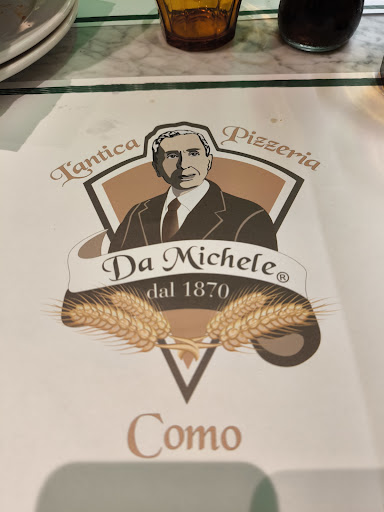 L'antica Pizzeria
Da Michele®
dal 1870
Como